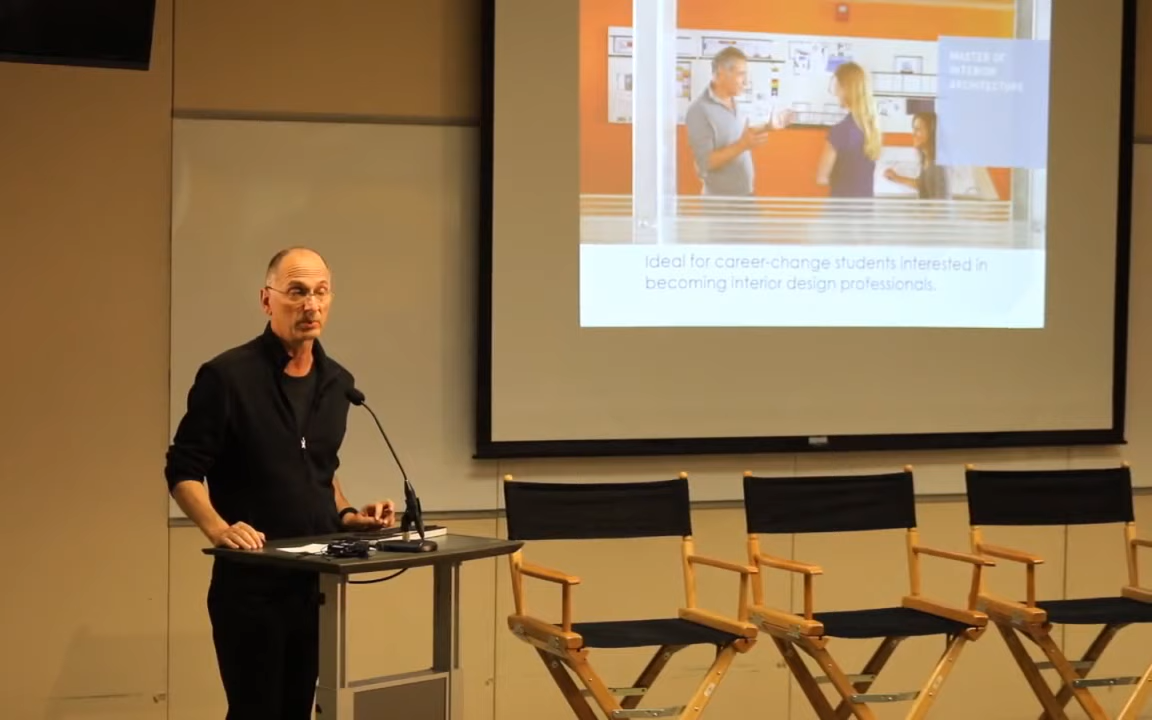 MASTER OF
INTERIOR
ARCHITECTURE
Ideal for career-change students interested in
becoming interior design professionals.